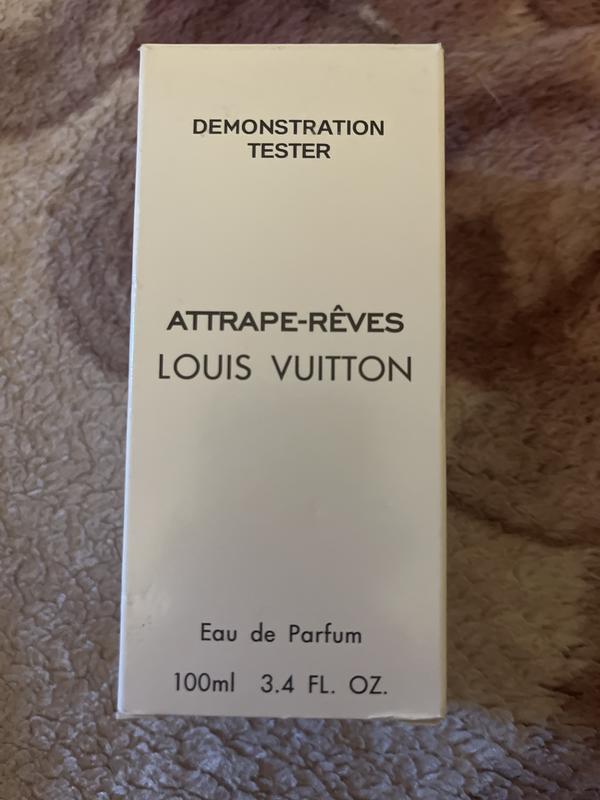 DEMONSTRATION
TESTER
ATTRAPE-RÊVES
LOUIS VUITTON
Eau de Parfum
100ml 3.4 FL. OZ.